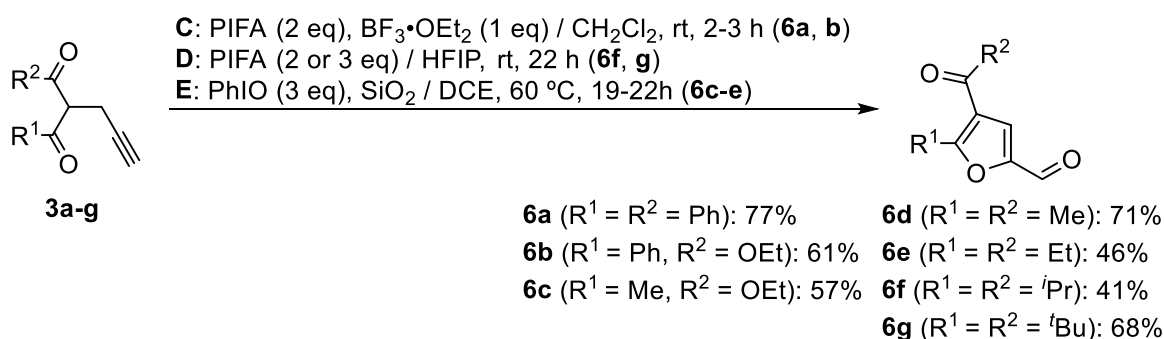 C: PIFA (2 eq), BF3•OEt2 (1 eq) / CH2Cl2, rt, 2-3 h (6a, b)
D: PIFA (2 or 3 eq) / HFIP, rt, 22 h (6f, g)
E: PhIO (3 eq), SiO2 / DCE, 60 ºC, 19-22h (6c-e)
R2
O
R1
O
3a-g
R2
O
R1
O
O
6a (R1 = R2 = Ph): 77%
6b (R1 = Ph, R2 = OEt): 61%
6c (R1 = Me, R2 = OEt): 57%
6d (R1 = R2 = Me): 71%
6e (R1 = R2 = Et): 46%
6f (R1 = R2 = iPr): 41%
6g (R1 = R2 = tBu): 68%